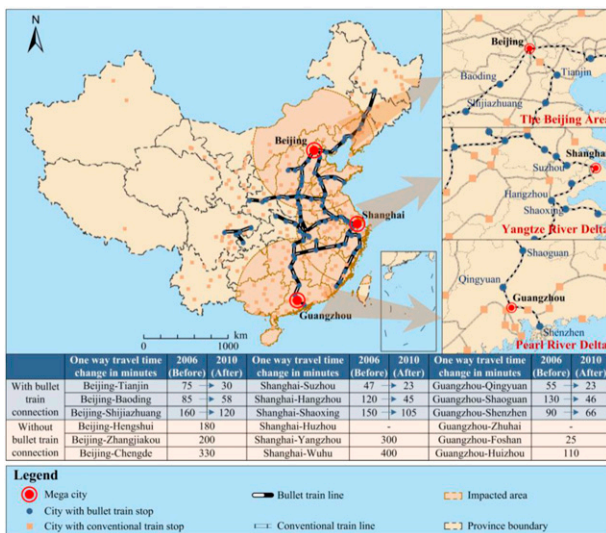 N
Beijing
Shanghai
Guangzhou
0 1000
km
Beijing
Baoding
Tianjin
Shijiazhuang
The Beijing Area
Shanghai
Suzhou
Hangzhou
Shaoxing
Yangtze River Delta
Shaoguan
Qingyuan
Guangzhou
Shenzhen
Pearl River Delta
One way travel time change in minutes 2006 (Before) 2010 (After) One way travel time change in minutes 2006 (Before) 2010 (After) One way travel time change in minutes 2006 (Before) 2010 (After)
With bullet train connection
Beijing-Tianjin 75 30 Shanghai-Suzhou 47 23 Guangzhou-Qingyuan 55 23
Beijing-Baoding 85 58 Shanghai-Hangzhou 120 45 Guangzhou-Shaoguan 130 46
Beijing-Shijiazhuang 160 120 Shanghai-Shaoxing 150 105 Guangzhou-Shenzhen 90 66
Without bullet train connection
Beijing-Hengshui 180 Shanghai-Huzhou - Guangzhou-Zhuhai -
Beijing-Zhangjiakou 200 Shanghai-Yangzhou 300 Guangzhou-Foshan 25
Beijing-Chengde 330 Shanghai-Wuhu 400 Guangzhou-Huizhou 110
Legend
Mega city
Bullet train line
Impacted area
City with bullet train stop
City with conventional train stop
Conventional train line
Province boundary